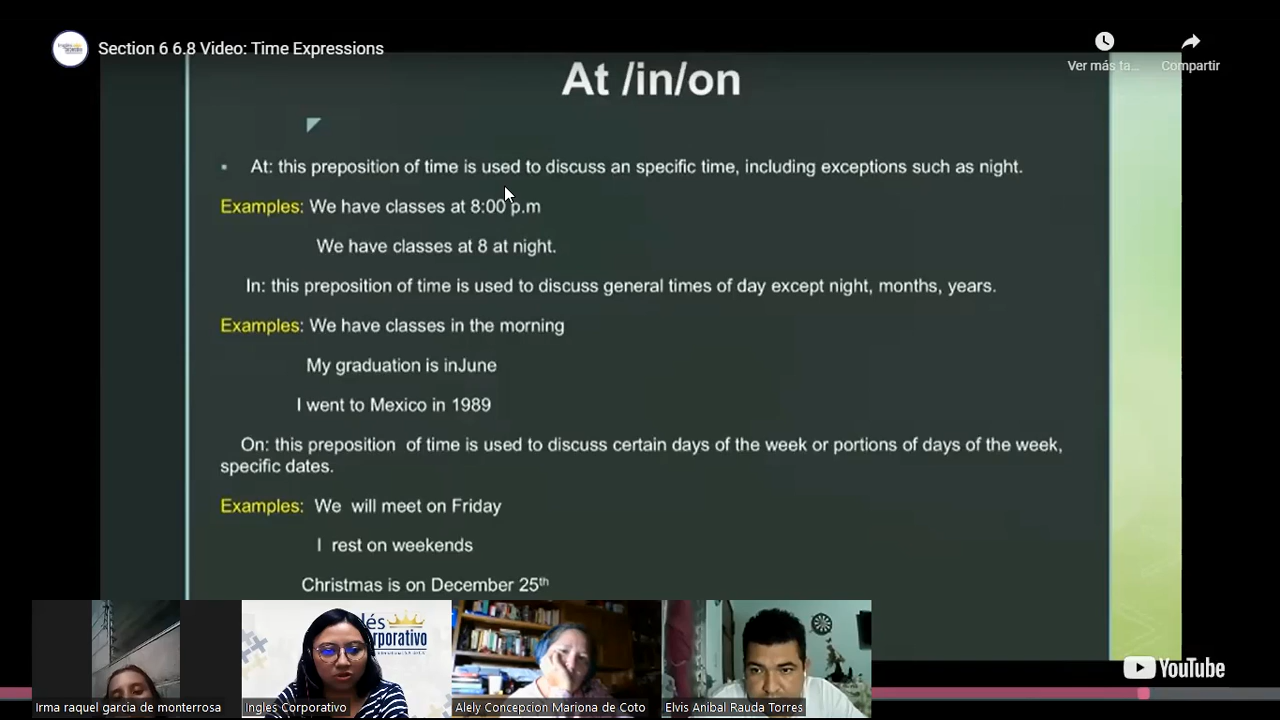 Section 6 6.8 Video: Time Expressions
Ver más ta...
Compartir
At /in/on
At: this preposition of time is used to discuss an specific time, including exceptions such as night.
Examples: We have classes at 8:00 p.m
We have classes at 8 at night.
In: this preposition of time is used to discuss general times of day except night, months, years.
Examples: We have classes in the morning
My graduation is inJune
I went to Mexico in 1989
On: this preposition of time is used to discuss certain days of the week or portions of days of the week,
specific dates.
Examples: We will meet on Friday
I rest on weekends
Christmas is on December 25th
YouTube
Irma raquel garcia de monterrosa
Ingles Corporativo
Alely Concepcion Mariona de Coto
Elvis Anibal Rauda Torres